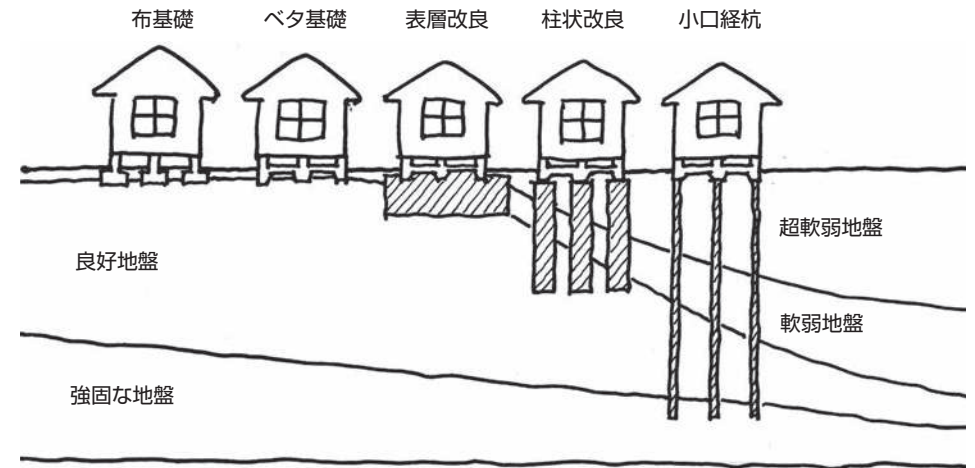 布基礎
ベタ基礎
表層改良
柱状改良
小口経杭
超軟弱地盤
良好地盤
軟弱地盤
強固な地盤